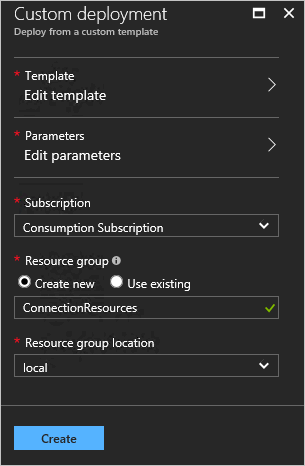 Custom deployment
Deploy from a custom template
* Template
Edit template
* Parameters
Edit parameters
* Subscription
Consumption Subscription
* Resource group
Create new Use existing
ConnectionResources
* Resource group location
local
Create